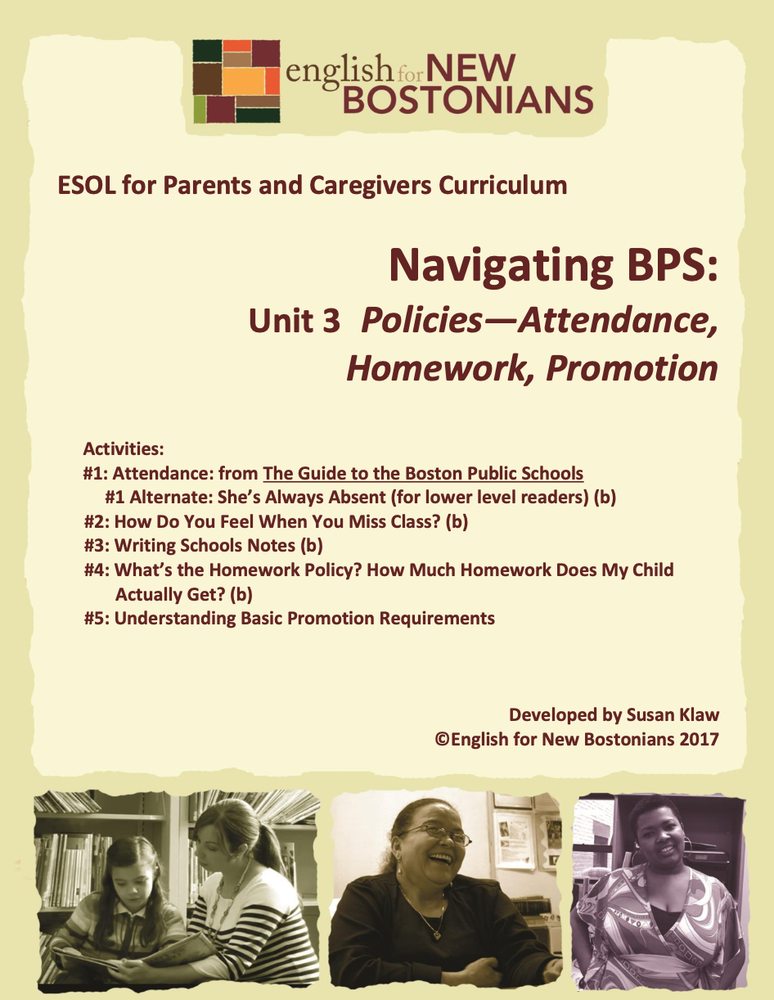 english for NEW
BOSTONIANS
ESOL for Parents and Caregivers Curriculum
Navigating BPS:
Unit 3 Policies—Attendance,
Homework, Promotion
Activities:
#1: Attendance: from The Guide to the Boston Public Schools
#1 Alternate: She’s Always Absent (for lower level readers) (b)
#2: How Do You Feel When You Miss Class? (b)
#3: Writing Schools Notes (b)
#4: What’s the Homework Policy? How Much Homework Does My Child
Actually Get? (b)
#5: Understanding Basic Promotion Requirements
Developed by Susan Klaw
©English for New Bostonians 2017